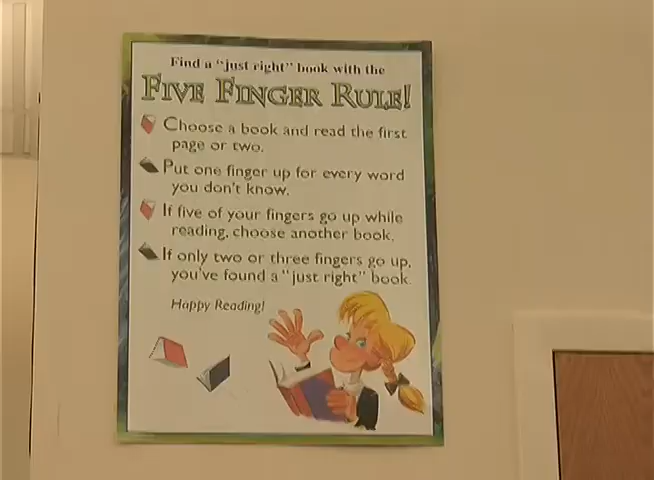 Find a "just right" book with the
FIVE FINGER RULE!
Choose a book and read the first
page or two.
Put one finger up for every word
you don't know.
If five of your fingers go up while
reading, choose another book.
If only two or three fingers go up,
you've found a "just right" book.
Happy Reading!